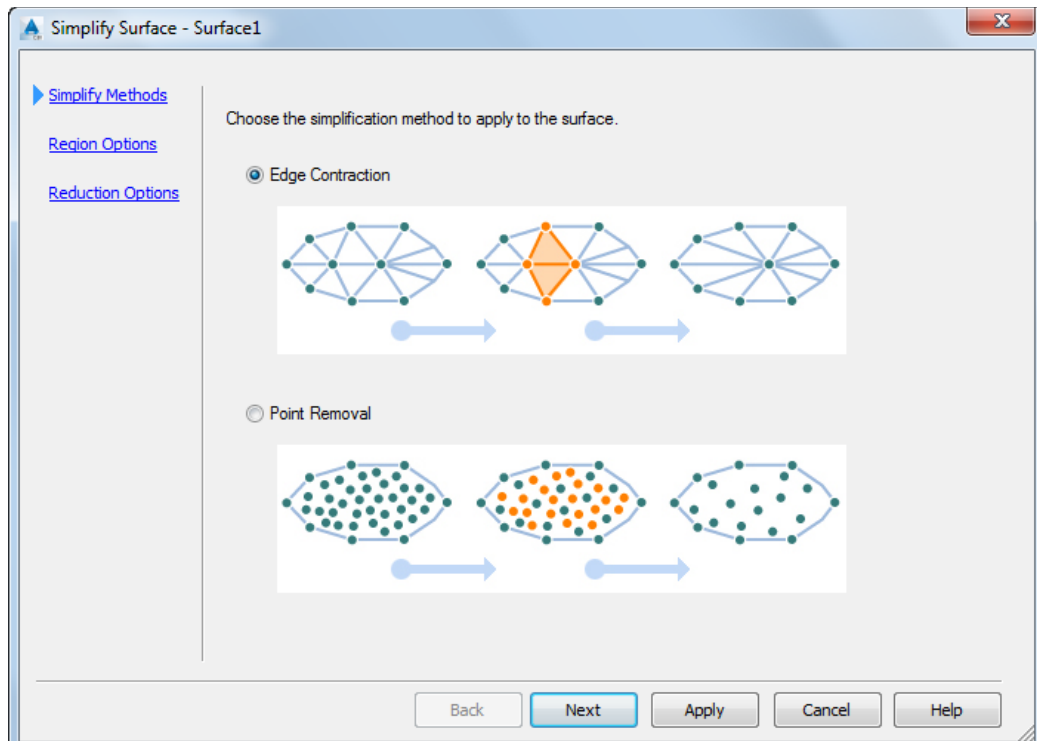 Simplify Surface - Surface1
Simplify Methods
Region Options
Reduction Options
Choose the simplification method to apply to the surface.
Edge Contraction
Point Removal
Back
Next
Apply
Cancel
Help